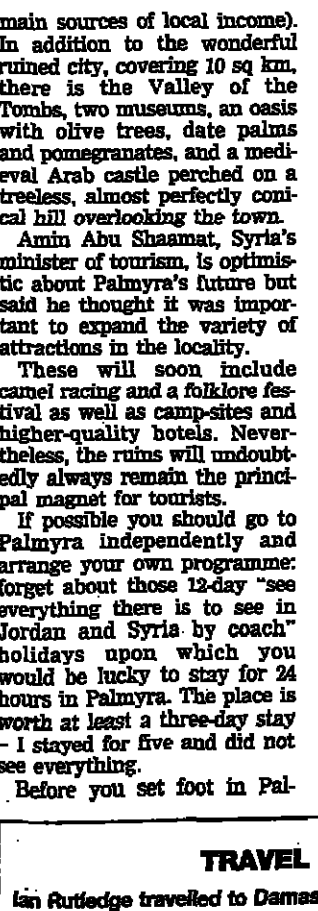 main sources of local income).
In addition to the wonderful
ruined city, covering 10 sq km,
there is the Valley of the
Tombs, two museums, an oasis
with olive trees, date palms
and pomegranates, and a medi-
eval Arab castle perched on a
treeless, almost perfectly coni-
cal hill overlooking the town.
Amin Abu Shaamat, Syria's
minister of tourism, is optimis-
tic about Palmyra's future but
said he thought it was impor-
tant to expand the variety of
attractions in the locality.
These will soon include
camel racing and a folklore fes-
tival as well as camp-sites and
higher-quality hotels. Never-
theless, the ruins will undoubt-
edly always remain the princi-
pal magnet for tourists.
If possible you should go to
Palmyra independently and
arrange your own programme:
forget about those 12-day "see
everything there is to see in
Jordan and Syria by coach"
holidays upon which you
would be lucky to stay for 24
hours in Palmyra. The place is
worth at least a three-day stay
– I stayed for five and did not
see everything.
Before you set foot in Pal-
TRAVEL
Ian Rutledge travelled to Damas